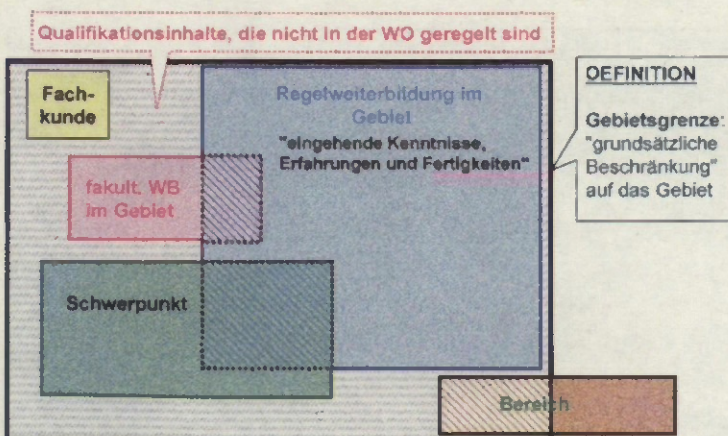 Qualifikationsinhalte, die nicht in der WO geregelt sind
Fach-
kunde
Regelweiterbildung im
Gebiet
"eingehende Kenntnisse,
Erfahrungen und Fertigkeiten"
fakult. WB
im Gebiet
Schwerpunkt
Bereich
DEFINITION
Gebietsgrenze:
"grundsätzliche
Beschränkung"
auf das Gebiet